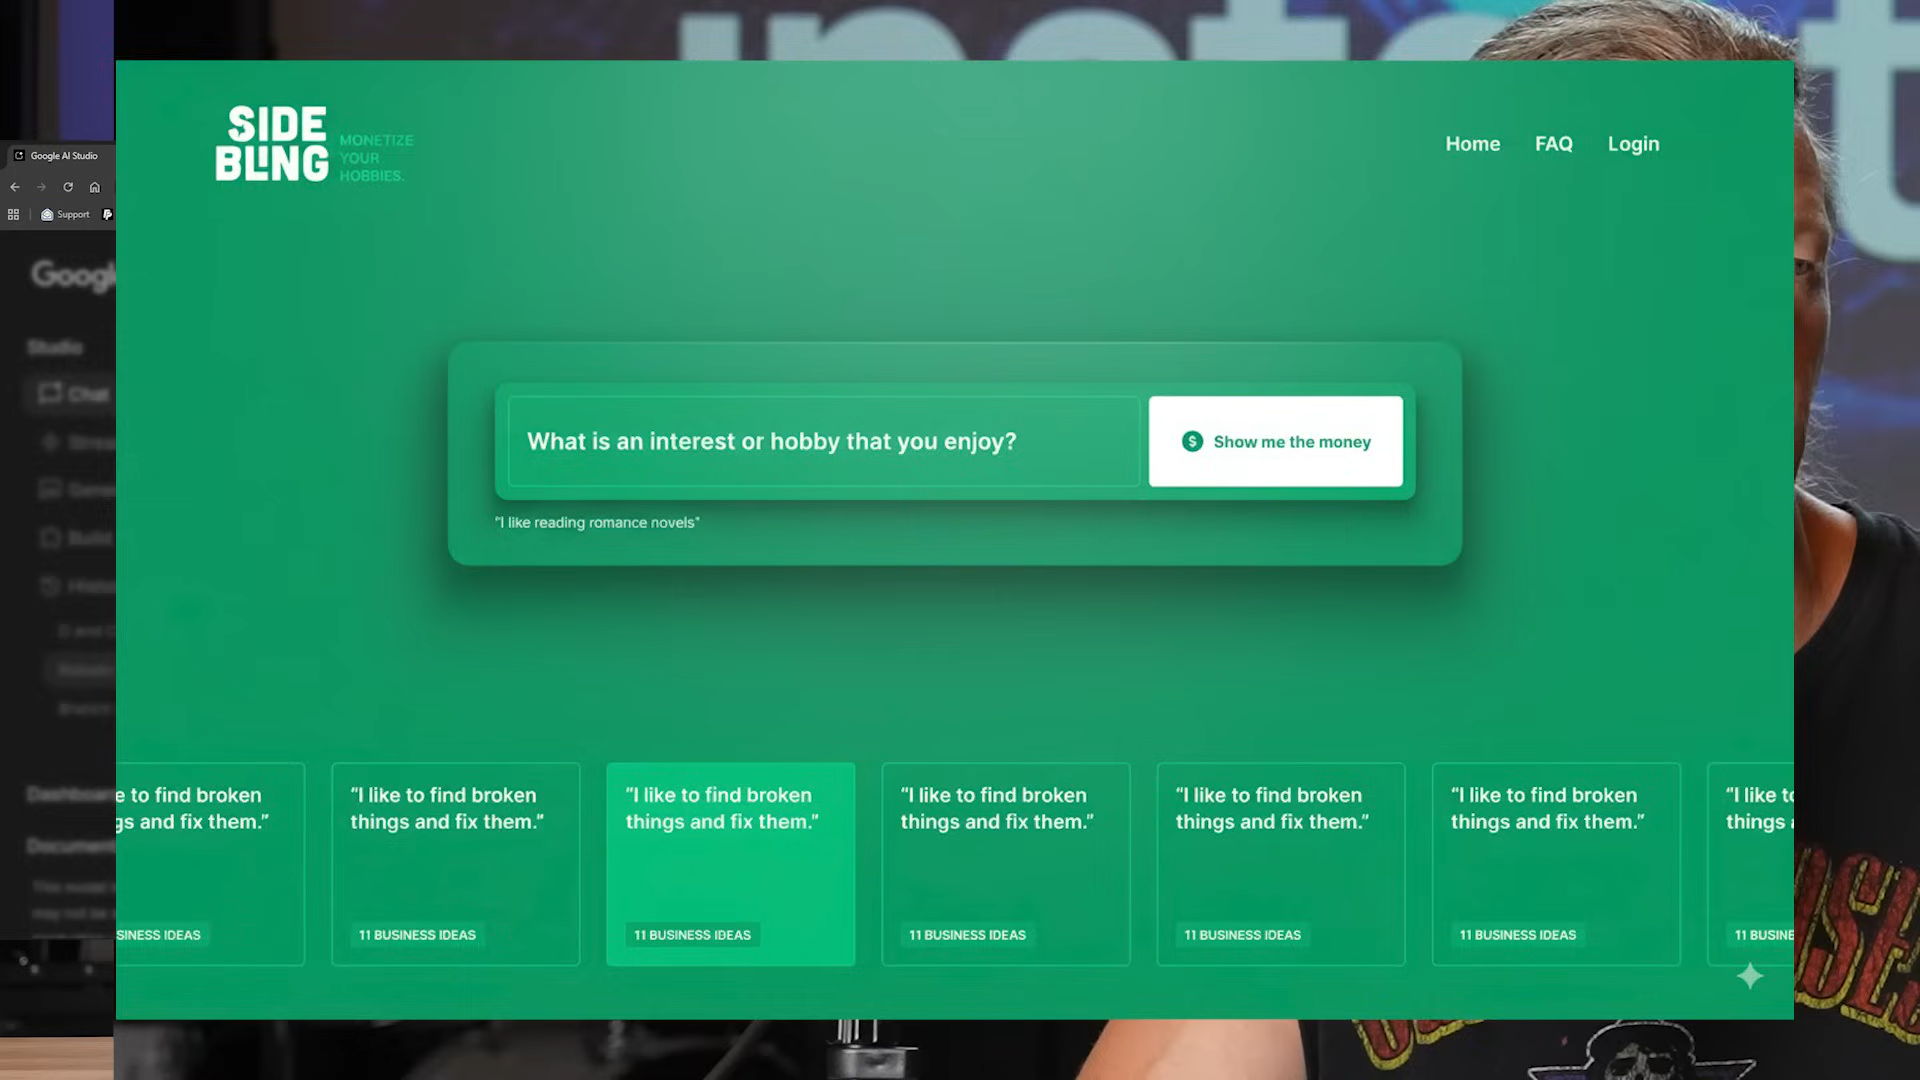 Google AI Studio
Support
Google
Studio
Chat
Build
SIDE
BLING
MONETIZE
YOUR
HOBBIES.
Home
FAQ
Login
What is an interest or hobby that you enjoy?
Show me the money
"I like reading romance novels"
e to find broken
gs and fix them.”
SINESS IDEAS
“I like to find broken
things and fix them.”
11 BUSINESS IDEAS
“I like to find broken
things and fix them.”
11 BUSINESS IDEAS
“I like to find broken
things and fix them.”
11 BUSINESS IDEAS
“I like to find broken
things and fix them.”
11 BUSINESS IDEAS
“I like to find broken
things and fix them.”
11 BUSINESS IDEAS
“I like to
things
11 BUSINE